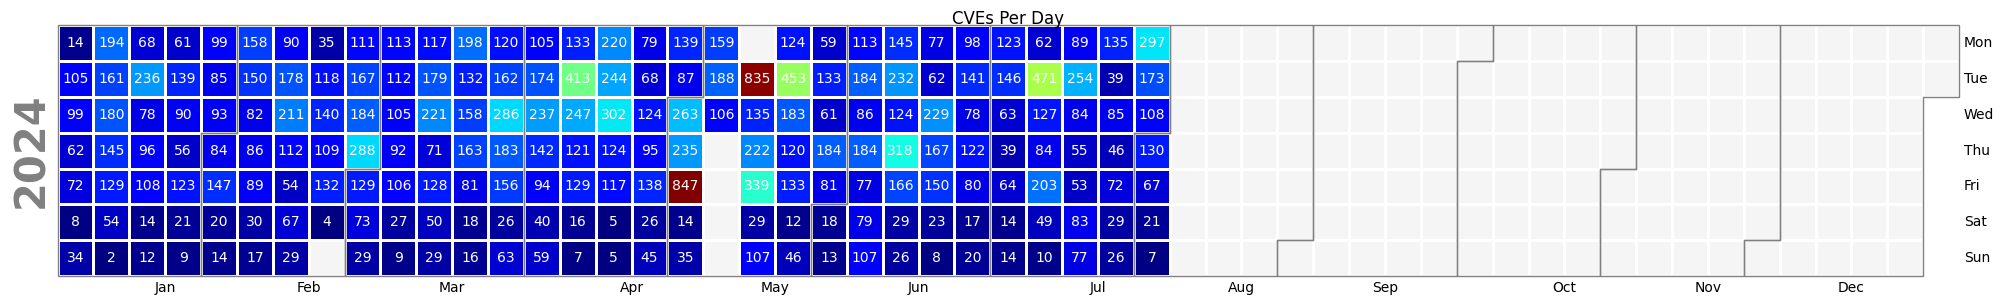 CVEs Per Day
14 194 68 61 99 158 90 35 111 113 117 198 120 105 133 220 79 139 159 124 59 113 145 77 98 123 62 89 135 297 Mon
105 161 236 139 85 150 178 118 167 112 179 132 162 174 413 244 68 87 188 835 453 133 184 232 62 141 146 471 254 39 173 Tue
99 180 78 90 93 82 211 140 184 105 221 158 286 237 247 302 124 263 106 135 183 61 86 124 229 78 63 127 84 85 108 Wed
62 145 96 56 84 86 112 109 288 92 71 163 183 142 121 124 95 235 222 120 184 184 318 167 122 39 84 55 46 130 Thu
72 129 108 123 147 89 54 132 129 106 128 81 156 94 129 117 138 847 339 133 81 77 166 150 80 64 203 53 72 67 Fri
8 54 14 21 20 30 67 4 73 27 50 18 26 40 16 5 26 14 29 12 18 79 29 23 17 14 49 83 29 21 Sat
34 2 12 9 14 17 29 29 9 29 16 63 59 7 5 45 35 107 46 13 107 26 8 20 14 10 77 26 7 Sun
2024
Jan Feb Mar Apr May Jun Jul Aug Sep Oct Nov Dec